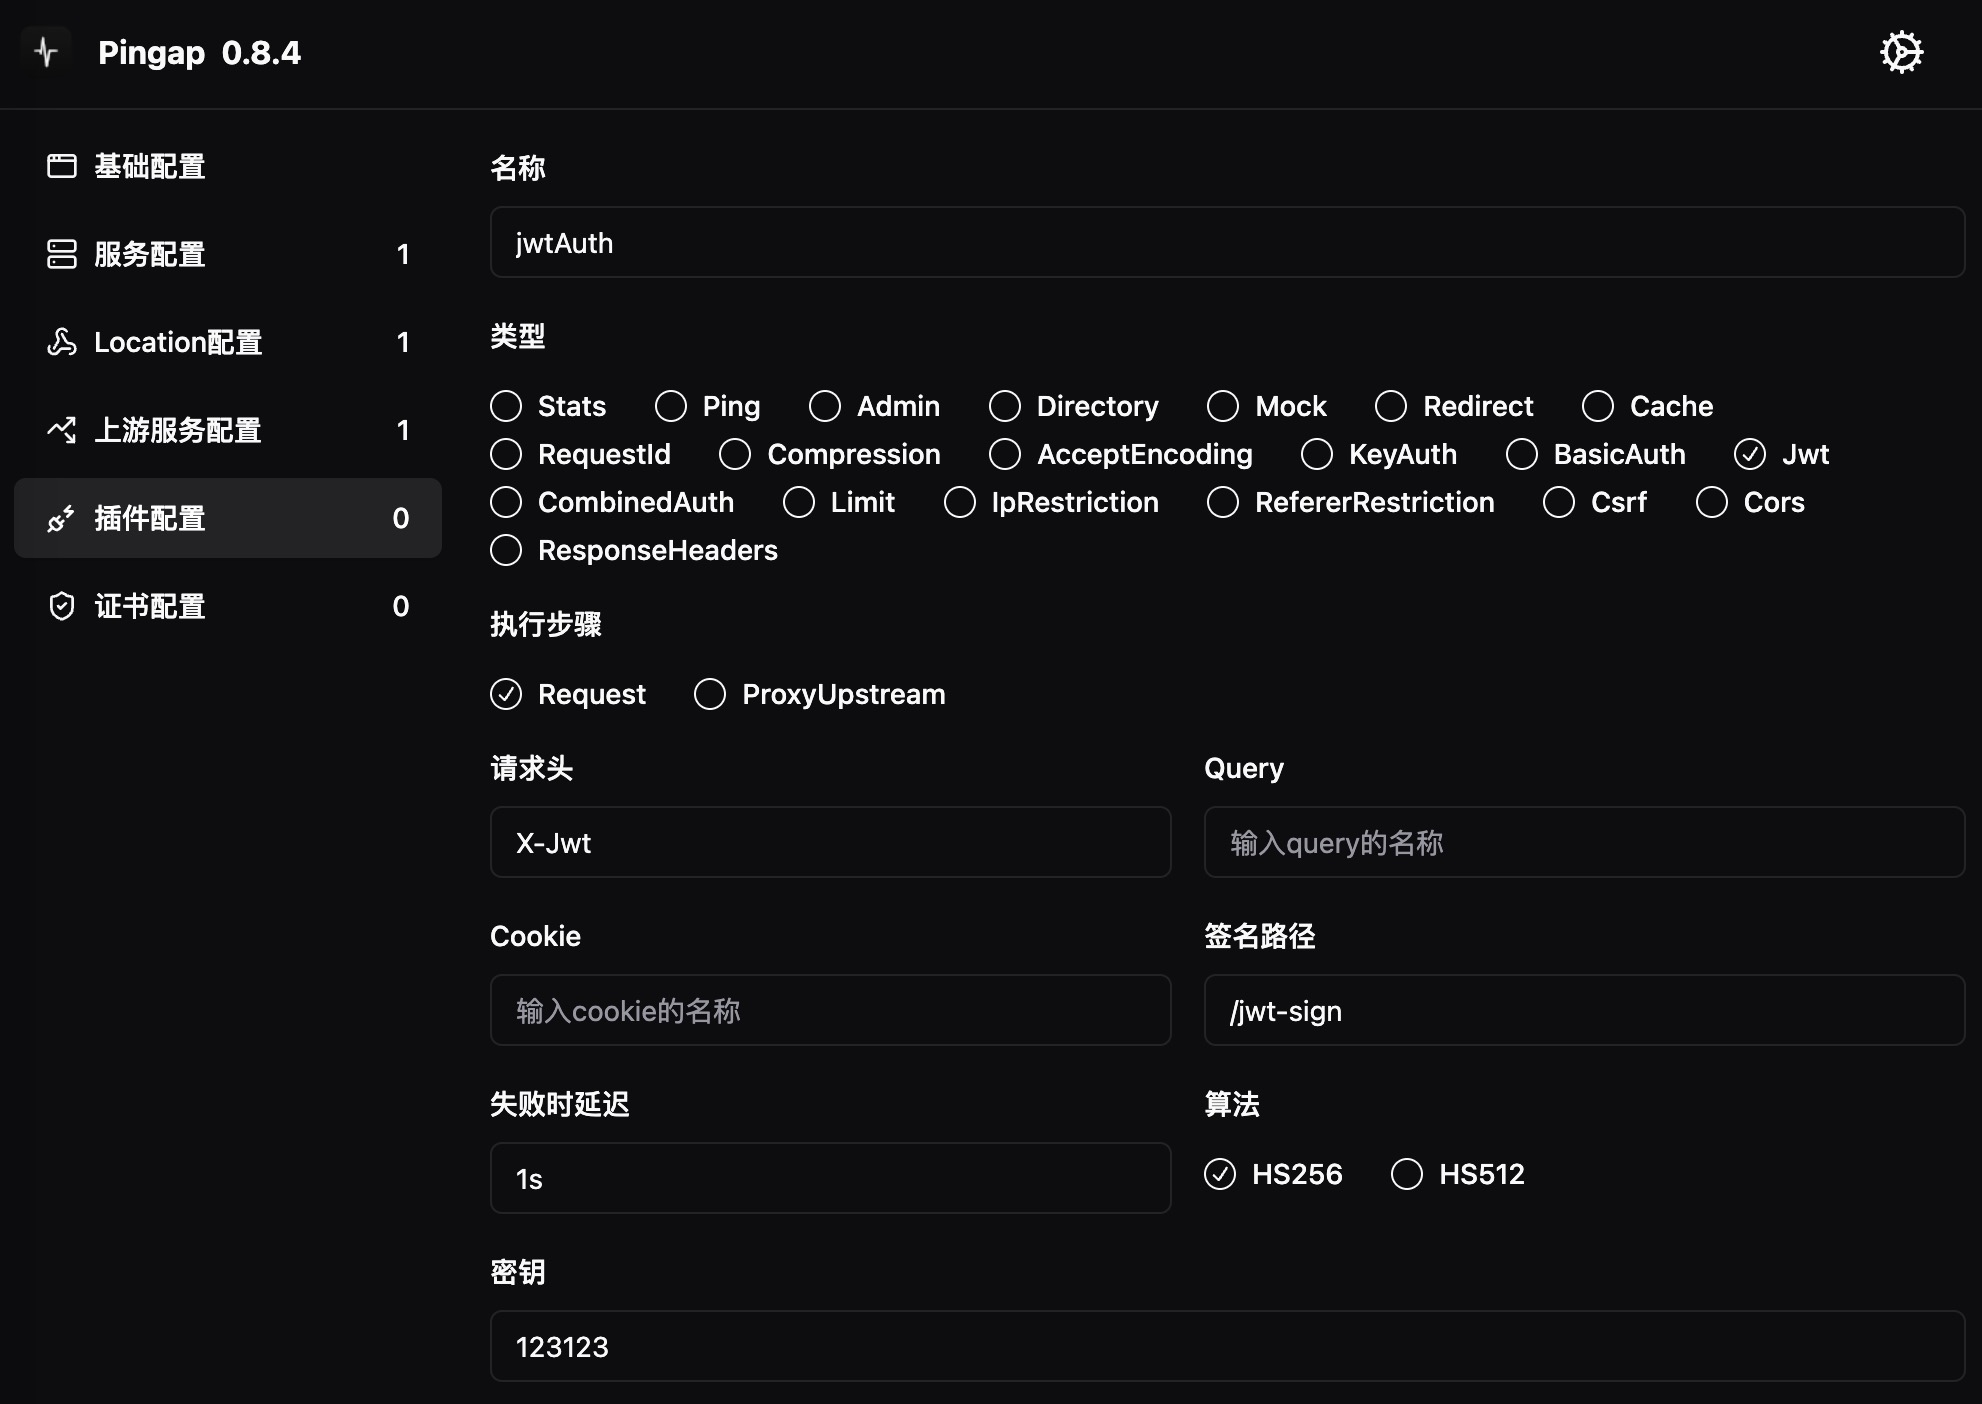 Pingap 0.8.4
基础配置
服务配置 1
Location配置 1
上游服务配置 1
插件配置 0
证书配置 0
名称
jwtAuth
类型
Stats Ping Admin Directory Mock Redirect Cache
RequestId Compression AcceptEncoding KeyAuth BasicAuth Jwt
CombinedAuth Limit IpRestriction RefererRestriction Csrf Cors
ResponseHeaders
执行步骤
Request ProxyUpstream
请求头 Query
X-Jwt 输入query的名称
Cookie 签名路径
输入cookie的名称 /jwt-sign
失败时延迟 算法
1s HS256 HS512
密钥
123123